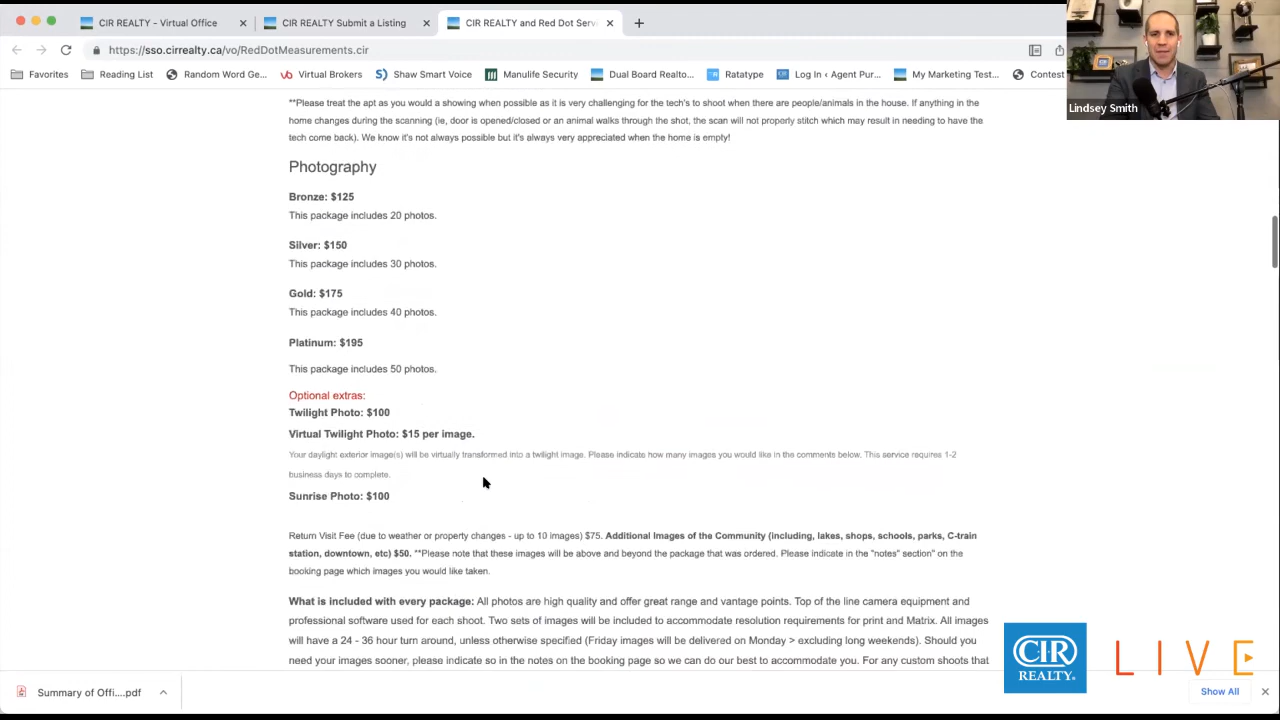 CIR REALTY - Virtual Office
CIR REALTY Submit a Listing
CIR REALTY and Red Dot Serv
https://sso.cirrealty.ca/vo/RedDotMeasurements.cir
Favorites
Reading List
Random Word Ge...
Virtual Brokers
Shaw Smart Voice
Manulife Security
Dual Board Realto...
Ratatype
Log In ‹ Agent Pur...
My Marketing Test...
Contest
Lindsey Smith
**Please treat the apt as you would a showing when possible as it is very challenging for the tech's to shoot when there are people/animals in the house. If anything in the
home changes during the scanning (ie, door is opened/closed or an animal walks through the shot, the scan will not properly stitch which may result in needing to have the
tech come back). We know it's not always possible but it's always very appreciated when the home is empty!
Photography
Bronze: $125
This package includes 20 photos.
Silver: $150
This package includes 30 photos.
Gold: $175
This package includes 40 photos.
Platinum: $195
This package includes 50 photos.
Optional extras:
Twilight Photo: $100
Virtual Twilight Photo: $15 per image.
Your daylight exterior image(s) will be virtually transformed into a twilight image. Please indicate how many images you would like in the comments below. This service requires 1-2
business days to complete.
Sunrise Photo: $100
Return Visit Fee (due to weather or property changes - up to 10 images) $75. Additional Images of the Community (including, lakes, shops, schools, parks, C-train
station, downtown, etc) $50. **Please note that these images will be above and beyond the package that was ordered. Please indicate in the "notes" section" on the
booking page which images you would like taken.
What is included with every package: All photos are high quality and offer great range and vantage points. Top of the line camera equipment and
professional software used for each shoot. Two sets of images will be included to accommodate resolution requirements for print and Matrix. All images
will have a 24 - 36 hour turn around, unless otherwise specified (Friday images will be delivered on Monday > excluding long weekends). Should you
need your images sooner, please indicate so in the notes on the booking page so we can do our best to accommodate you. For any custom shoots that
CIR
REALTY.
LIVE
Summary of Offi....pdf
Show All